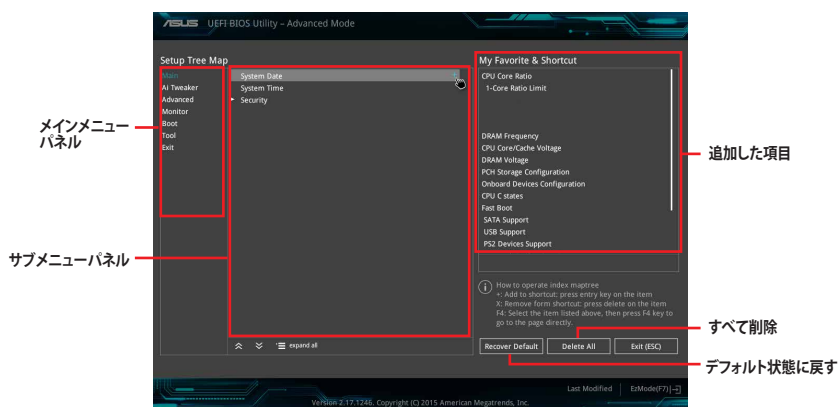 ASUS UEFI BIOS Utility – Advanced Mode
Setup Tree Map
Main
Ai Tweaker
Advanced
Monitor
Boot
Tool
Exit
System Date
System Time
Security
expand all
My Favorite & Shortcut
CPU Core Ratio
1-Core Ratio Limit
DRAM Frequency
CPU Core/Cache Voltage
DRAM Voltage
PCH Storage Configuration
Onboard Devices Configuration
CPU C states
Fast Boot
SATA Support
USB Support
PS2 Devices Support
How to operate index maptree
+: Add to shortcut: press entry key on the item
X: Remove form shortcut: press delete on the item
F4: Select the item listed above, then press F4 key to
go to the page directly.
Recover Default
Delete All
Exit (ESC)
Last Modified
EzMode(F7)
Version 2.17.1246. Copyright (C) 2015 American Megatrends, Inc.
メインメニュー
パネル
サブメニューパネル
追加した項目
すべて削除
デフォルト状態に戻す